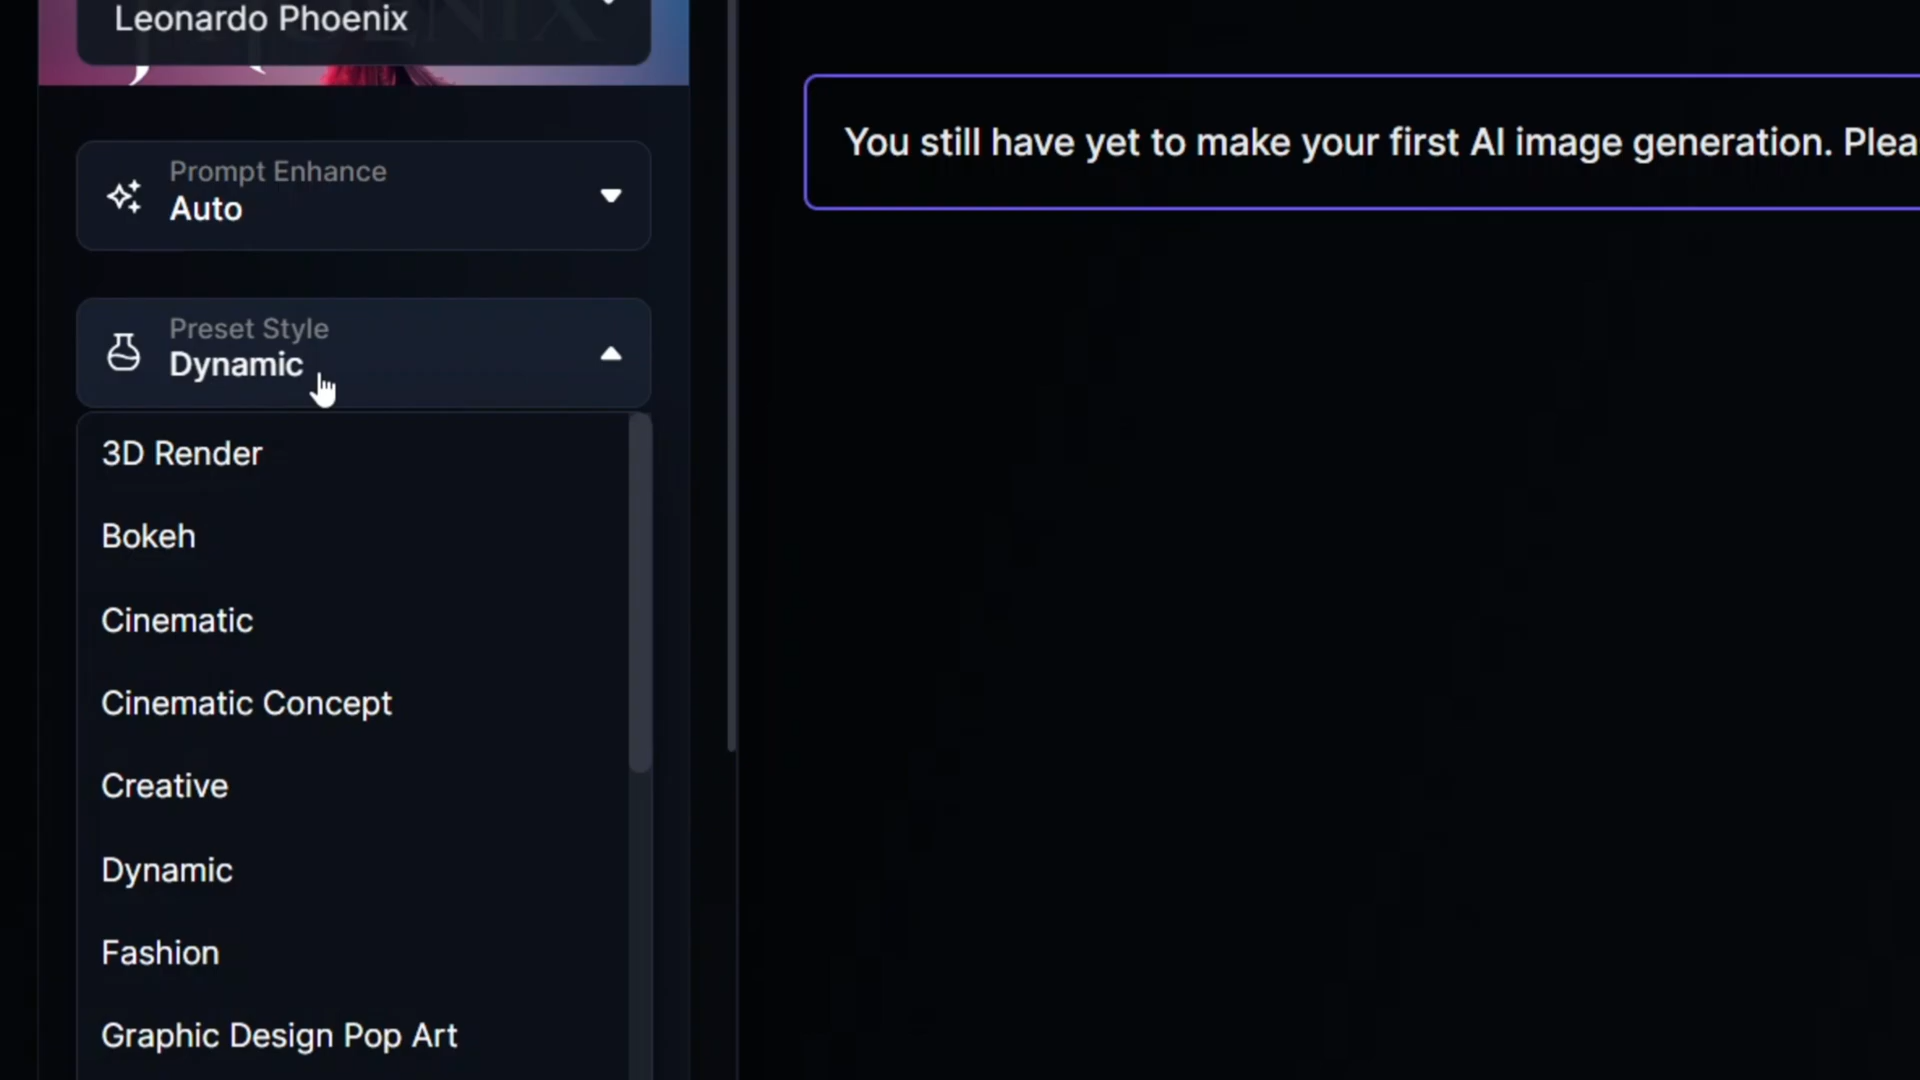 Leonardo Phoenix
Prompt Enhance
Auto
Preset Style
Dynamic
3D Render
Bokeh
Cinematic
Cinematic Concept
Creative
Dynamic
Fashion
Graphic Design Pop Art
You still have yet to make your first AI image generation. Plea